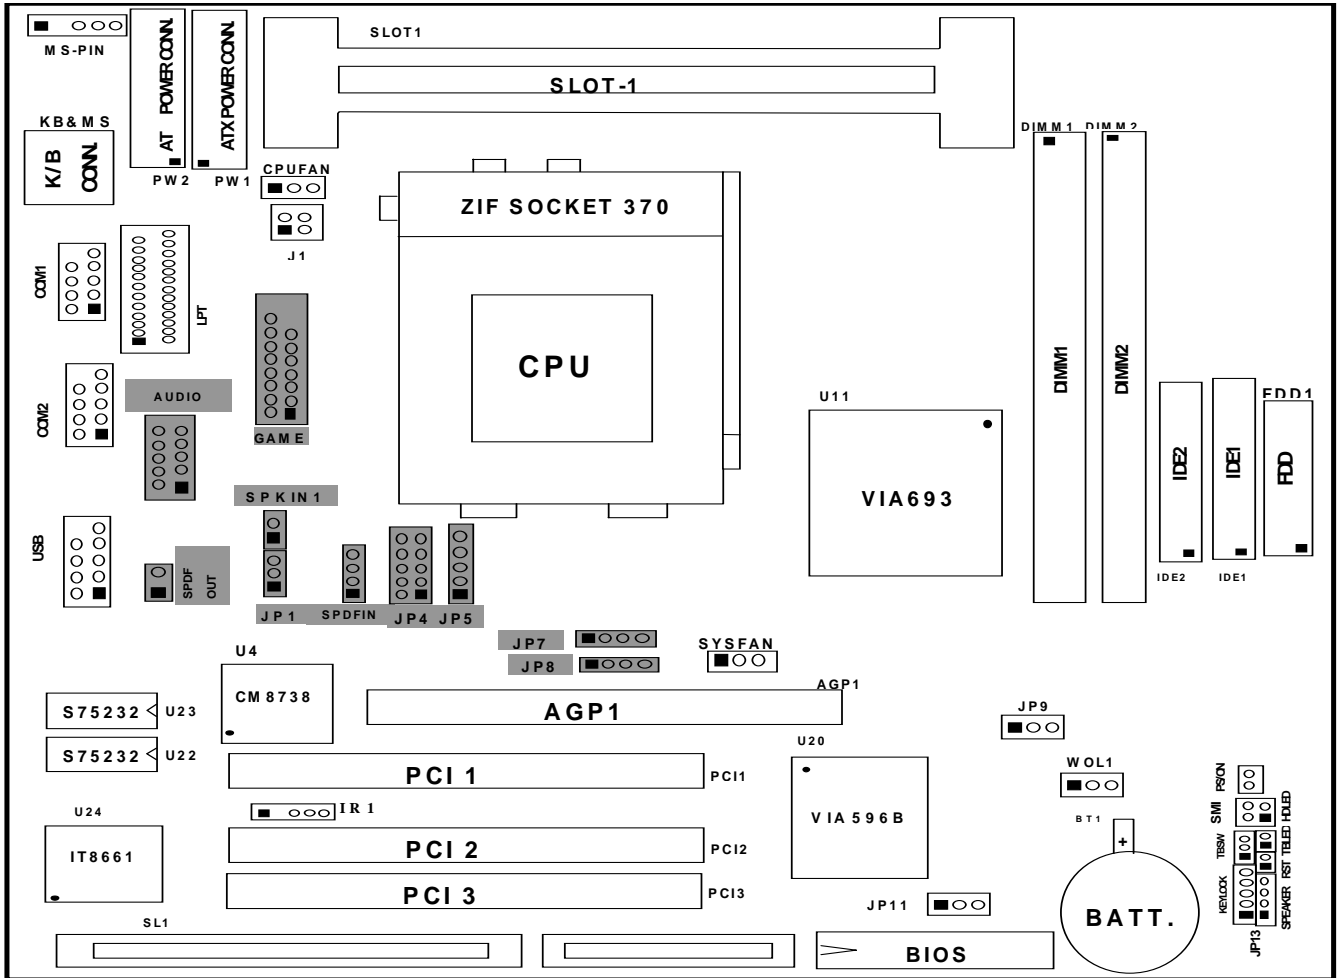 SLOT1
MS-PIN
AT POWER CONN.
ATX POWER CONN.
SLOT-1
KB&MS
K/B CONN.
PW2
PW1
CPUFAN
DIMM1
DIMM2
ZIF SOCKET 370
J1
COM1
LPT
CPU
DIMM1
DIMM2
COM2
AUDIO
GAME
U11
VIA693
IDE2
IDE1
FDD1
FDD
IDE2
IDE1
SPKIN1
USB
SPDF OUT
JP1
SPDFIN
JP4
JP5
JP7
JP8
SYSFAN
U4
CM8738
AGP1
AGP1
S75232
U23
S75232
U22
JP9
U20
PCI 1
PCI1
IR1
WOL1
PS/ON
SMI
HDLED
U24
IT8661
VIA596B
BT1
+
TBSW
TBLED
PCI 2
PCI2
PCI 3
PCI3
KEYLOCK
RST
SPEAKER
JP13
SL1
JP11
BATT.
BIOS